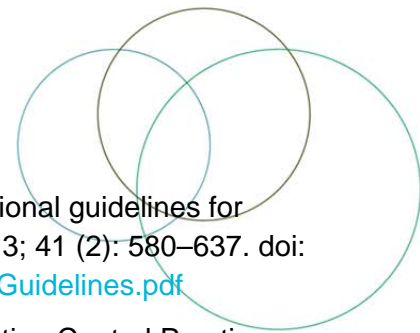 ional guidelines for
3; 41 (2): 580–637. doi:
Guidelines.pdf